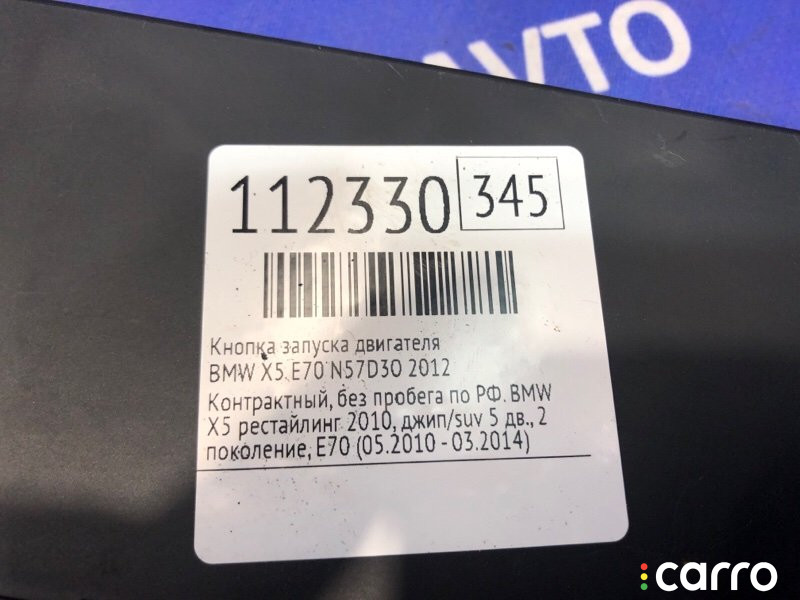 АVТО
112330 345
Кнопка запуска двигателя
BMW X5 E70 N57D30 2012
Контрактный, без пробега по РФ. BMW
X5 рестайлинг 2010, джип/suv 5 дв., 2
поколение, E70 (05.2010 - 03.2014)
carro